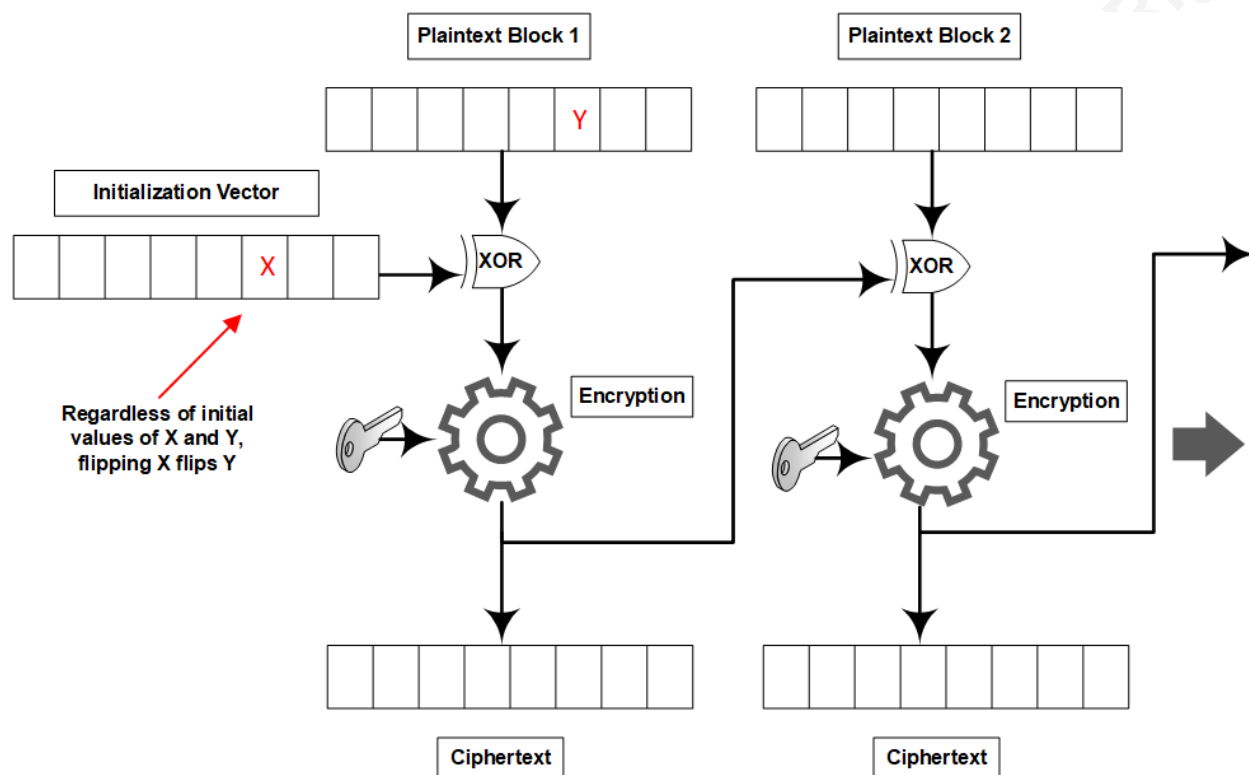 Plaintext Block 1
Plaintext Block 2
Y
Initialization Vector
X
XOR
XOR
Regardless of initial
values of X and Y,
flipping X flips Y
Encryption
Encryption
Ciphertext
Ciphertext